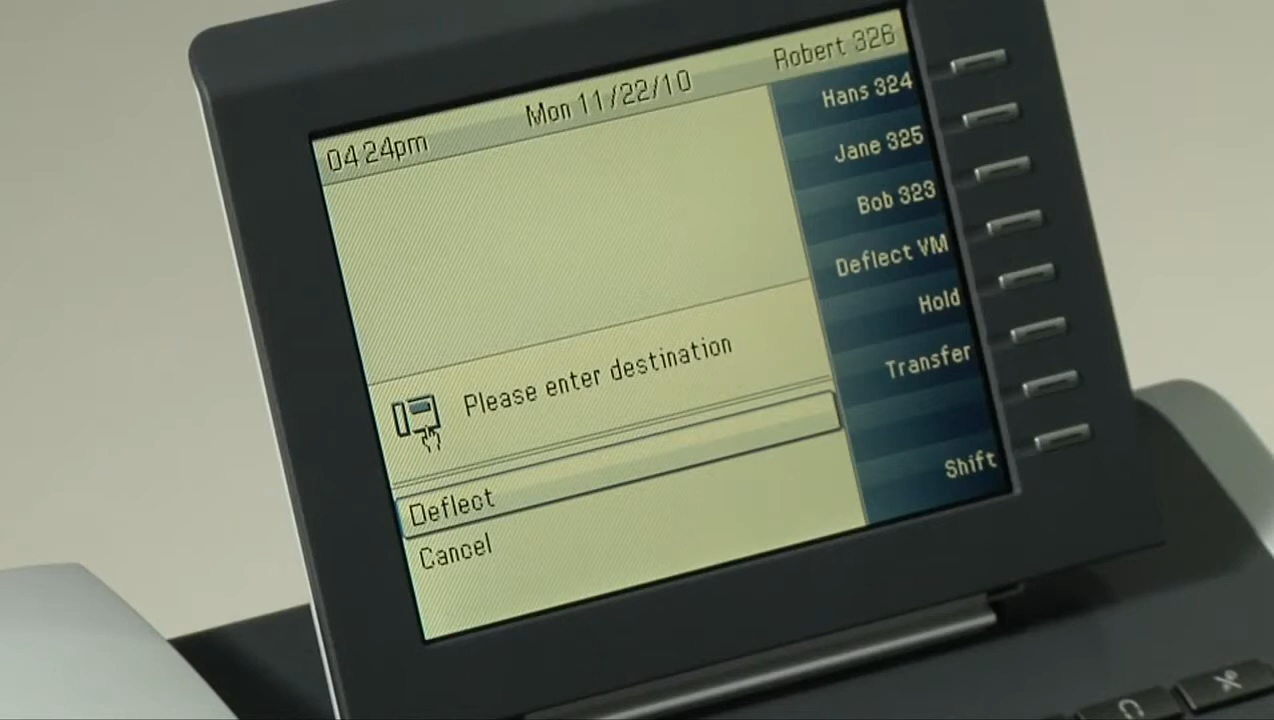 04 24pm Mon 11/22/10 Robert 326
Hans 324
Jane 325
Bob 323
Deflect VM
Hold
Transfer
Please enter destination
Deflect
Cancel
Shift